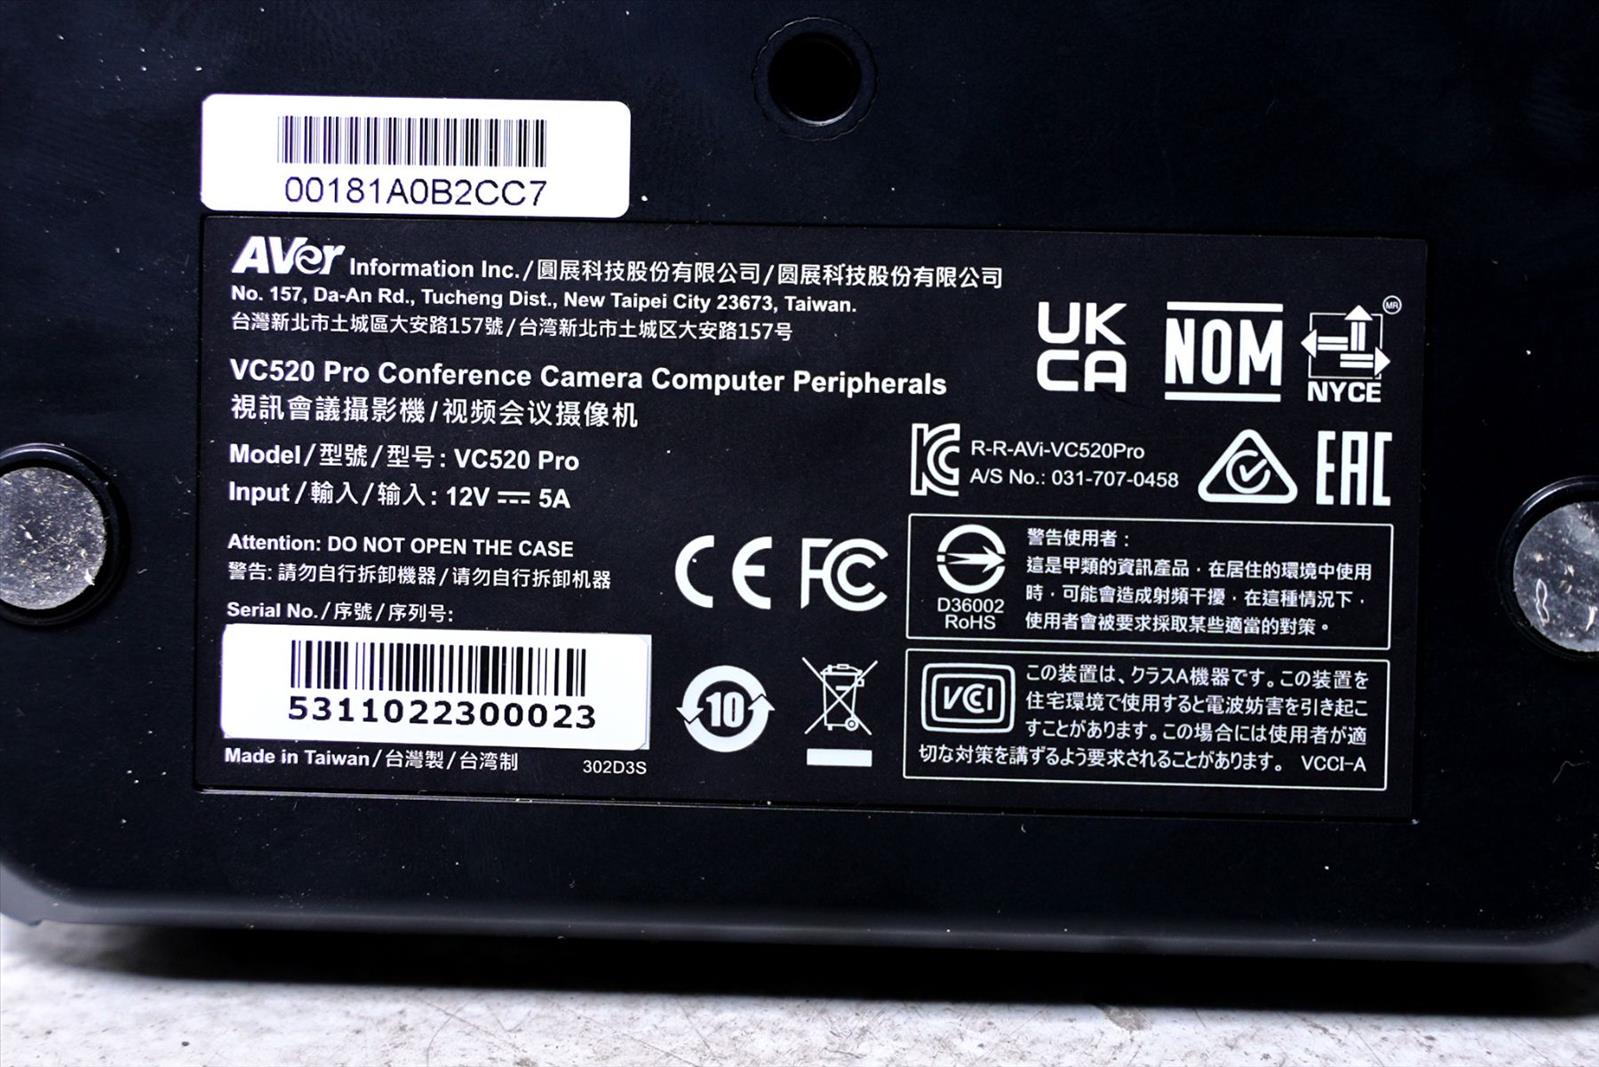 00181A0B2CC7
AVer Information Inc./圓展科技股份有限公司/圆展科技股份有限公司
No. 157, Da-An Rd., Tucheng Dist., New Taipei City 23673, Taiwan.
台灣新北市土城區大安路157號/台湾新北市土城区大安路157号
VC520 Pro Conference Camera Computer Peripherals
視訊會議攝影機/视频会议摄像机
Model/型號/型号: VC520 Pro
Input/輸入/输入: 12V ⎓ 5A
Attention: DO NOT OPEN THE CASE
警告: 請勿自行拆卸機器/请勿自行拆卸机器
Serial No./序號/序列号:
5311022300023
Made in Taiwan/台灣製/台湾制
302D3S
UK
CA
NOM
MR
NYCE
R-R-AVi-VC520Pro
A/S No.: 031-707-0458
EAC
CE FC
D36002
RoHS
警告使用者：
這是甲類的資訊產品，在居住的環境中使用
時，可能會造成射頻干擾，在這種情況下，
使用者會被要求採取某些適當的對策。
10
VCI
この装置は、クラスA機器です。この装置を
住宅環境で使用すると電波妨害を引き起こ
すことがあります。この場合には使用者が適
切な対策を講ずるよう要求されることがあります。 VCCI-A